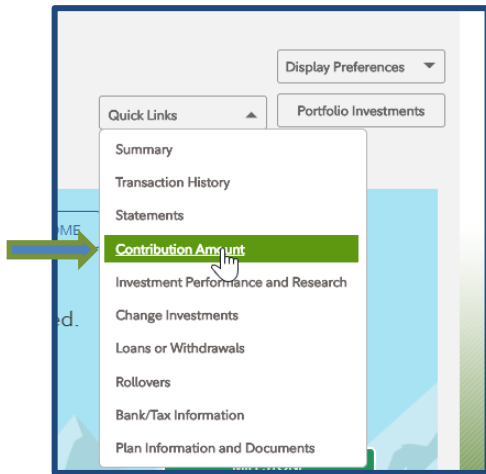 Display Preferences
Quick Links
Portfolio Investments
Summary
Transaction History
Statements
OME
Contribution Amount
Investment Performance and Research
Change Investments
ed.
Loans or Withdrawals
Rollovers
Bank/Tax Information
Plan Information and Documents